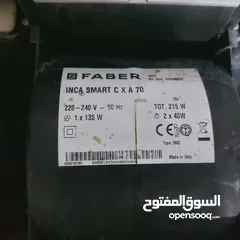 FABER
INCA SMART C X A 70
220-240 V - 50 Hz
TOT. 215 W
1 x 135 W
2 x 40W
Made in Italy
السوق المفتوح
opensooq.com